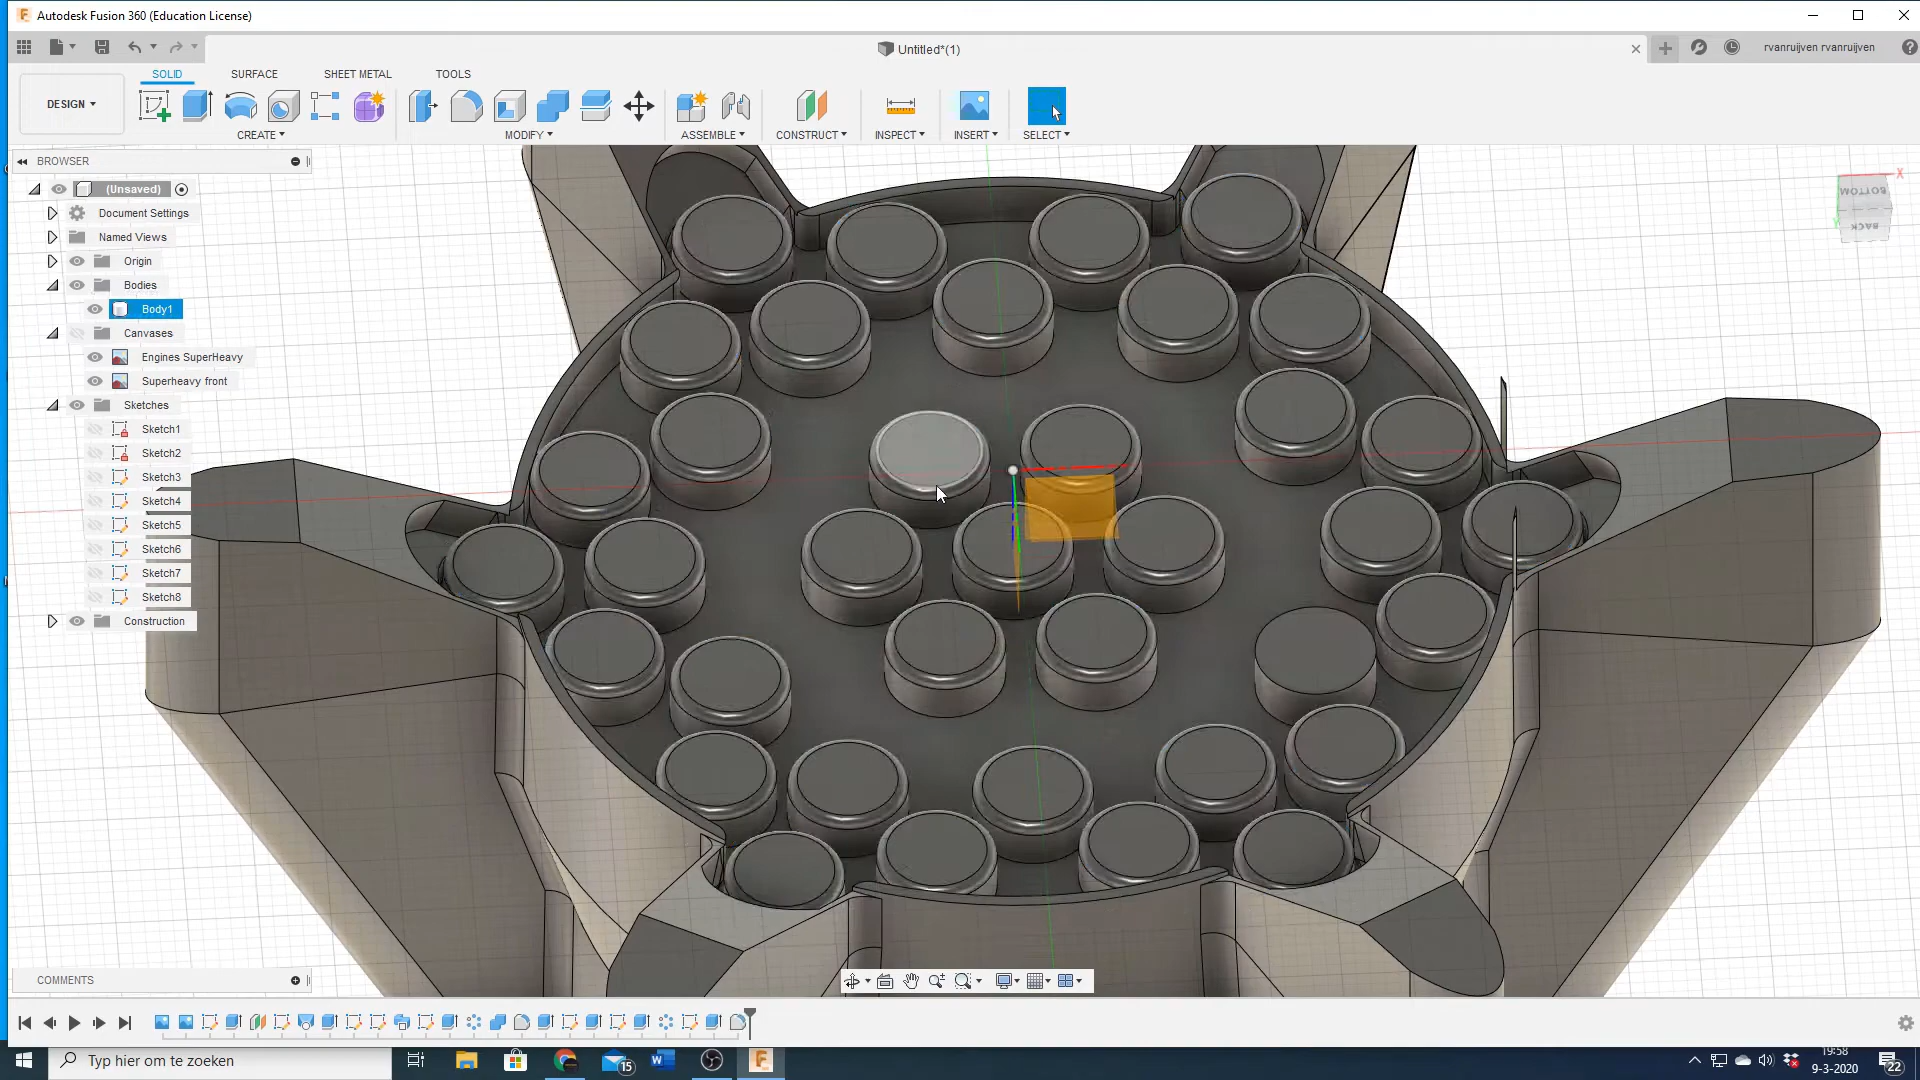 Autodesk Fusion 360 (Education License)
Untitled*(1)
rvanruijven rvanruijven
SOLID SURFACE SHEET METAL TOOLS
DESIGN
CREATE MODIFY ASSEMBLE CONSTRUCT INSPECT INSERT SELECT
BROWSER
(Unsaved)
Document Settings
Named Views
Origin
Bodies
Body1
Canvases
Engines SuperHeavy
Superheavy front
Sketches
Sketch1
Sketch2
Sketch3
Sketch4
Sketch5
Sketch6
Sketch7
Sketch8
Construction
X
BOTTOM
Y
BACK
COMMENTS
Typ hier om te zoeken
15
19:58
9-3-2020
22